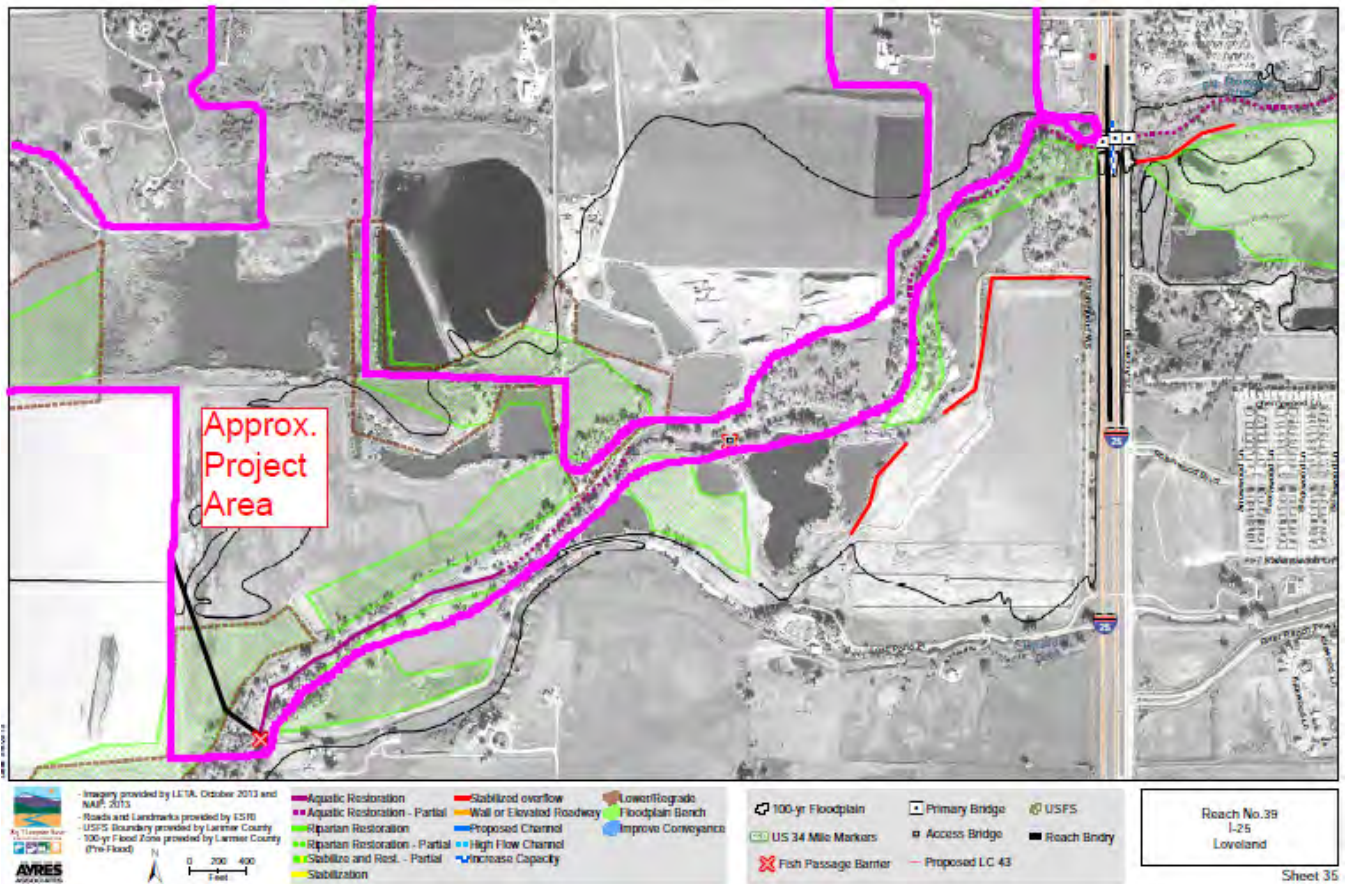 Approx.
Project
Area
25
25
- Imagery provided by LETA, October 2013 and
NAIP, 2013
- Roads and Landmarks provided by ESRI
- USFS Boundary provided by Larimer County
- 100-yr Flood Zone provided by Larimer County
(Pre-Flood)
AYRES
ASSOCIATES
N
0 200 400
Feet
Aquatic Restoration
Aquatic Restoration - Partial
Riparian Restoration
Riparian Restoration - Partial
Stabilize and Rest. - Partial
Stabilization
Stabilized overflow
Wall or Elevated Roadway
Proposed Channel
High Flow Channel
Increase Capacity
Lower/Regrade
Floodplain Bench
Improve Conveyance
100-yr Floodplain
US 34 Mile Markers
Fish Passage Barrier
Primary Bridge
Access Bridge
Proposed LC 43
USFS
Reach Bndry
Reach No.39
I-25
Loveland
Sheet 35